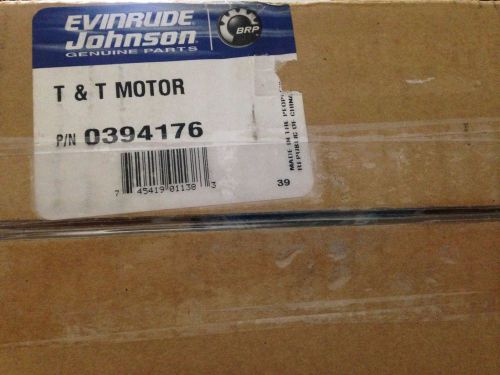 EVINRUDE
Johnson
GENUINE PARTS
BRP
T & T MOTOR
P/N 0394176
7 45419 01138 3
MADE IN THE PEOPLE
REPUBLIC OF CHINA
39